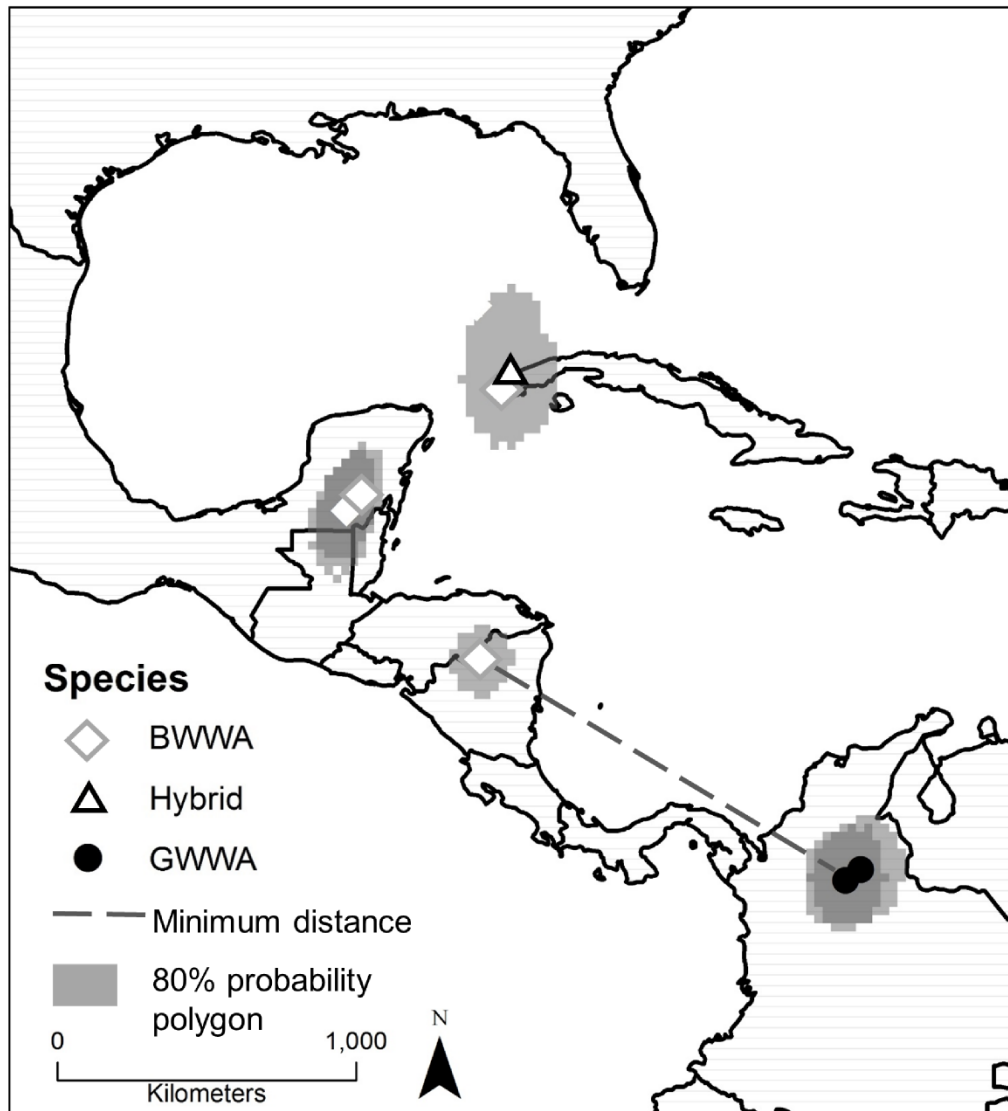 Species
BWWA
Hybrid
GWWA
Minimum distance
80% probability
polygon
0 1,000
Kilometers
N